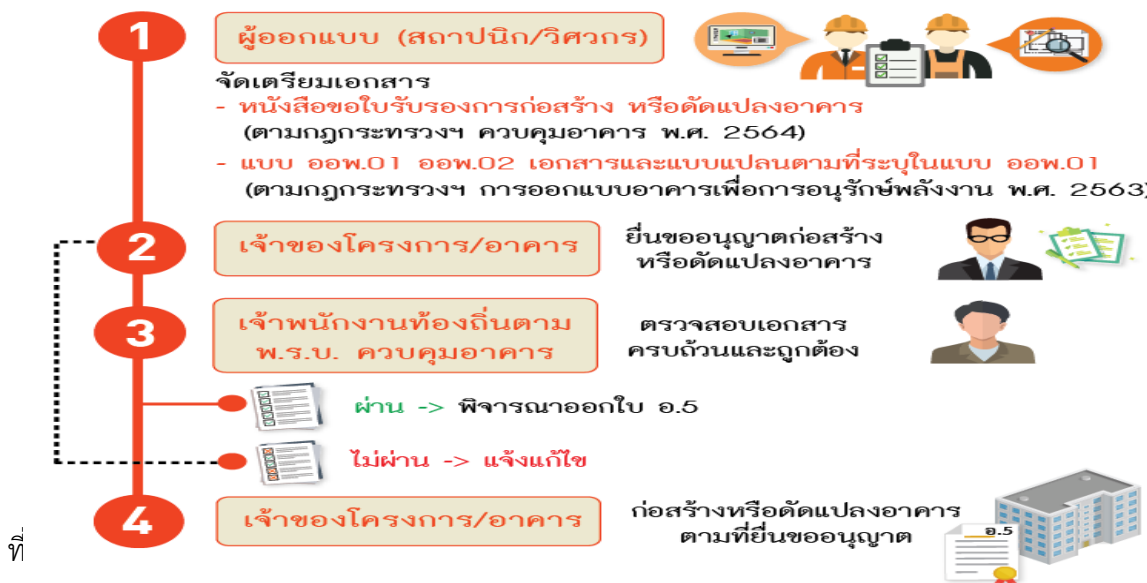 1
ผู้ออกแบบ (สถาปนิก/วิศวกร)
จัดเตรียมเอกสาร
- หนังสือขอใบรับรองการก่อสร้าง หรือดัดแปลงอาคาร
(ตามกฎกระทรวงฯ ควบคุมอาคาร พ.ศ. 2564)
- แบบ ออพ.01 ออพ.02 เอกสารและแบบแปลนตามที่ระบุในแบบ ออพ.01
(ตามกฎกระทรวงฯ การออกแบบอาคารเพื่อการอนุรักษ์พลังงาน พ.ศ. 2563)
2
เจ้าของโครงการ/อาคาร
ยื่นขออนุญาตก่อสร้าง
หรือดัดแปลงอาคาร
3
เจ้าพนักงานท้องถิ่นตาม
พ.ร.บ. ควบคุมอาคาร
ตรวจสอบเอกสาร
ครบถ้วนและถูกต้อง
ผ่าน -> พิจารณาออกใบ อ.5
ไม่ผ่าน -> แจ้งแก้ไข
4
เจ้าของโครงการ/อาคาร
ก่อสร้างหรือดัดแปลงอาคาร
ตามที่ยื่นขออนุญาต
อ.5
ที่